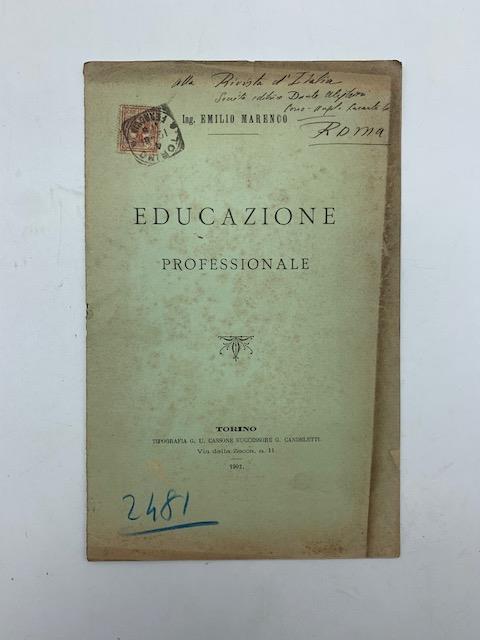 alla Rivista d'Italia
Società editrice Dante Alighieri
Roma
TORINO
Ing. EMILIO MARENCO
EDUCAZIONE
PROFESSIONALE
TORINO
TIPOGRAFIA G. U. CASSONE SUCCESSORE G. CANDELETTI
Via della Zecca, n. 11.
1901.
2481